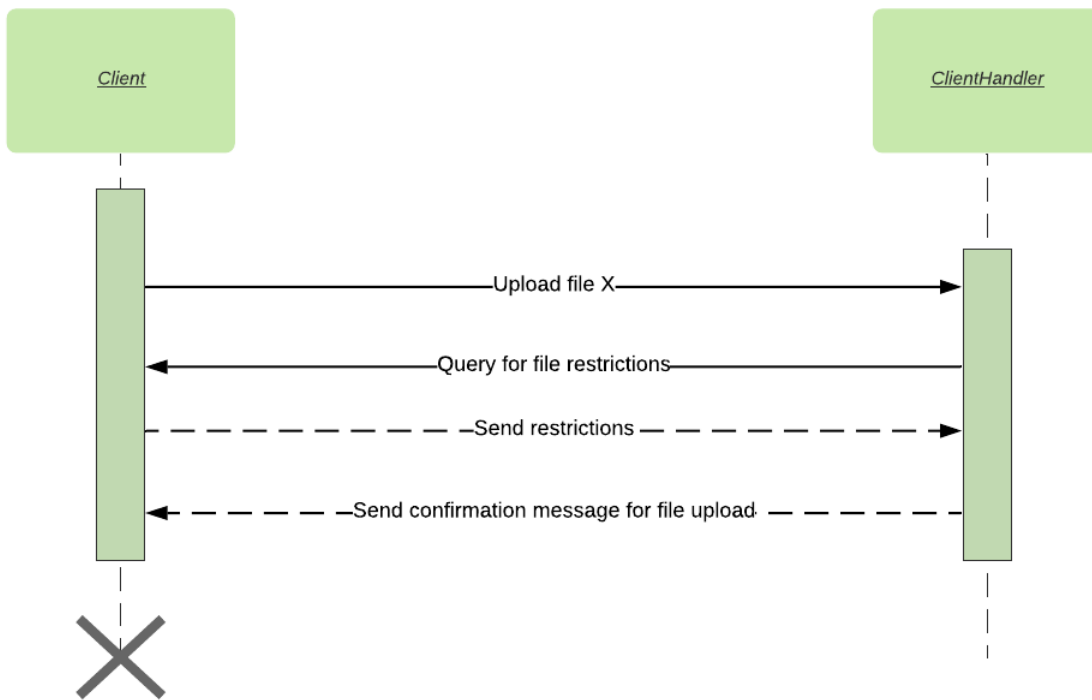 Client
ClientHandler
Upload file X
Query for file restrictions
Send restrictions
Send confirmation message for file upload